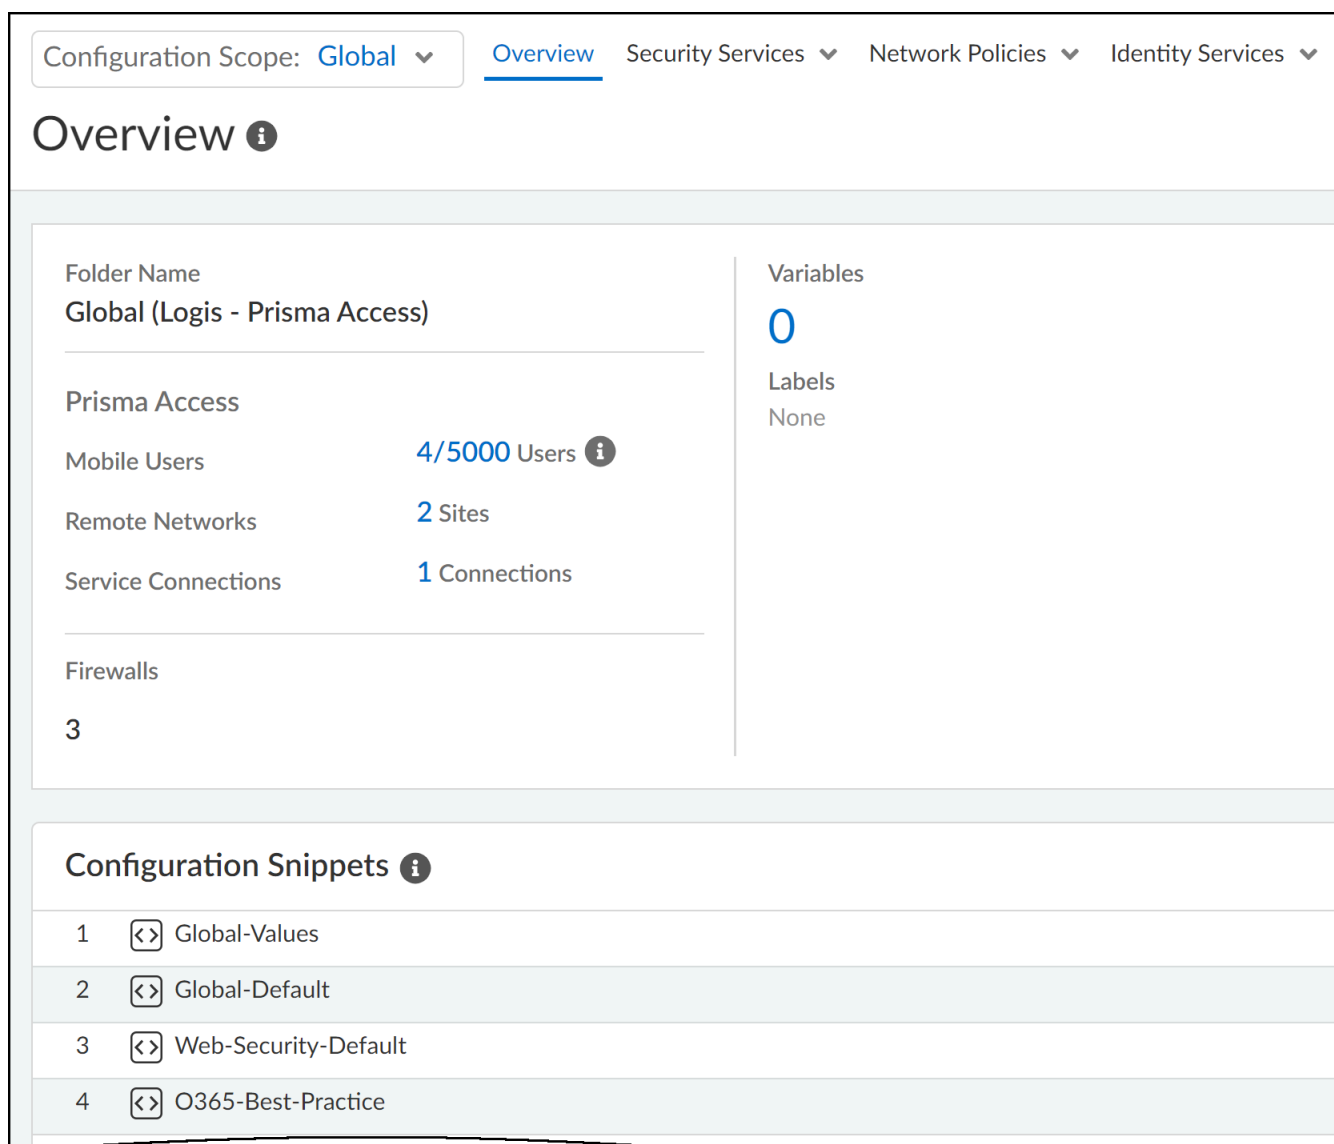 Configuration Scope: Global
Overview Security Services Network Policies Identity Services
Overview
Folder Name
Global (Logis - Prisma Access)
Prisma Access
Mobile Users 4/5000 Users
Remote Networks 2 Sites
Service Connections 1 Connections
Firewalls
3
Variables
0
Labels
None
Configuration Snippets
1 Global-Values
2 Global-Default
3 Web-Security-Default
4 O365-Best-Practice